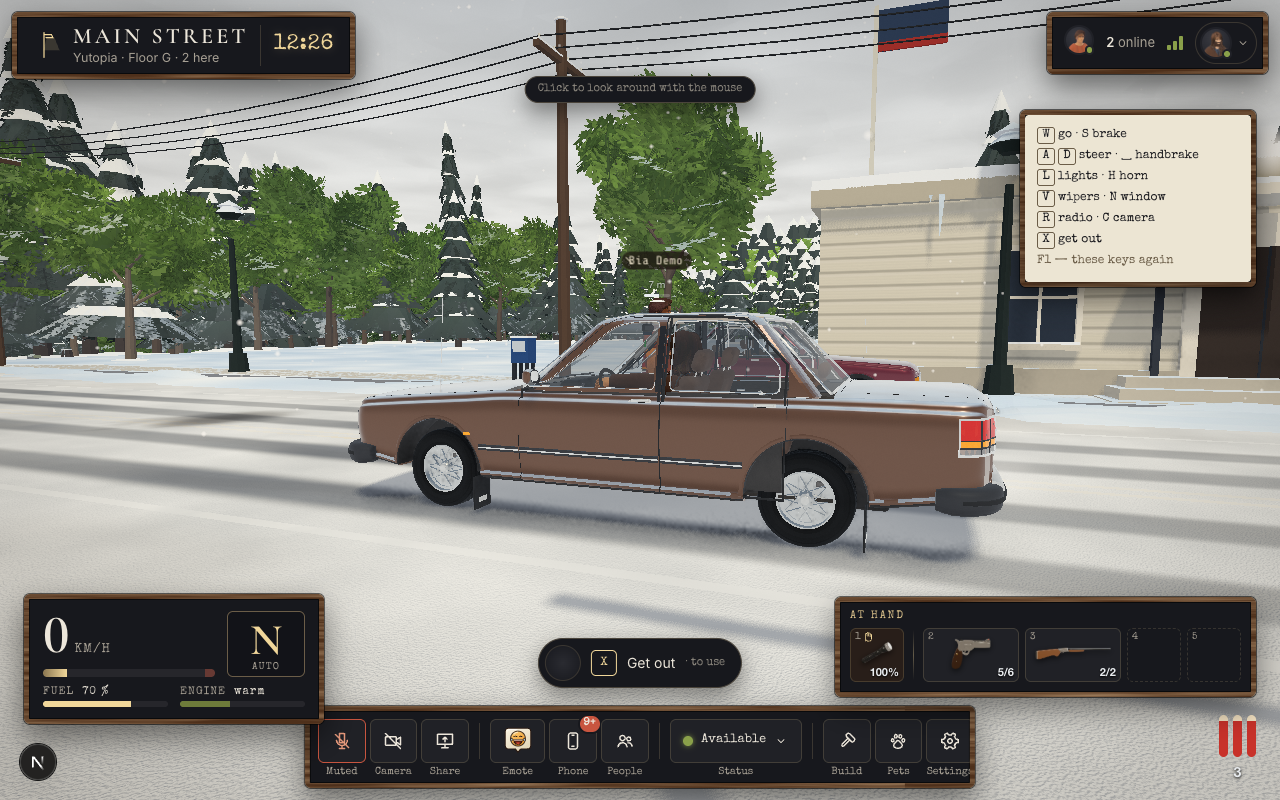 MAIN STREET
Yutopia · Floor G · 2 here
12:26
Click to look around with the mouse
2 online
W go · S brake
A D steer · ⎵ handbrake
L lights · H horn
V wipers · N window
R radio · C camera
X get out
F1 — these keys again
Bia Demo
0 KM/H
N
AUTO
FUEL 70 %
ENGINE warm
X Get out · to use
AT HAND
1
100%
2
5/6
3
2/2
4
5
9+
Available
Muted
Camera
Share
Emote
Phone
People
Status
Build
Pets
Settings
N
3